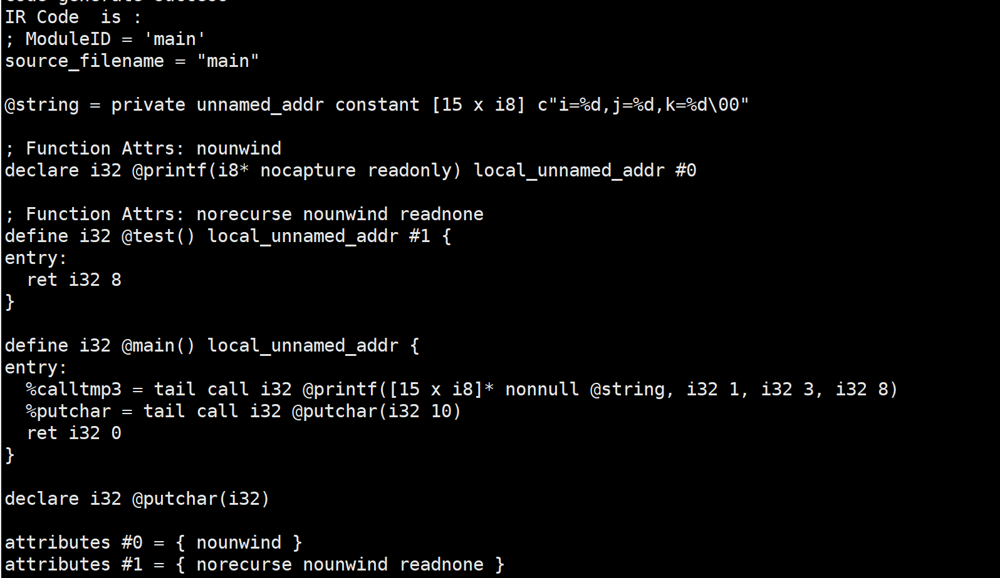 IR Code  is :
; ModuleID = 'main'
source_filename = "main"

@string = private unnamed_addr constant [15 x i8] c"i=%d,j=%d,k=%d\00"

; Function Attrs: nounwind
declare i32 @printf(i8* nocapture readonly) local_unnamed_addr #0

; Function Attrs: norecurse nounwind readnone
define i32 @test() local_unnamed_addr #1 {
entry:
  ret i32 8
}

define i32 @main() local_unnamed_addr {
entry:
  %calltmp3 = tail call i32 @printf([15 x i8]* nonnull @string, i32 1, i32 3, i32 8)
  %putchar = tail call i32 @putchar(i32 10)
  ret i32 0
}

declare i32 @putchar(i32)

attributes #0 = { nounwind }
attributes #1 = { norecurse nounwind readnone }